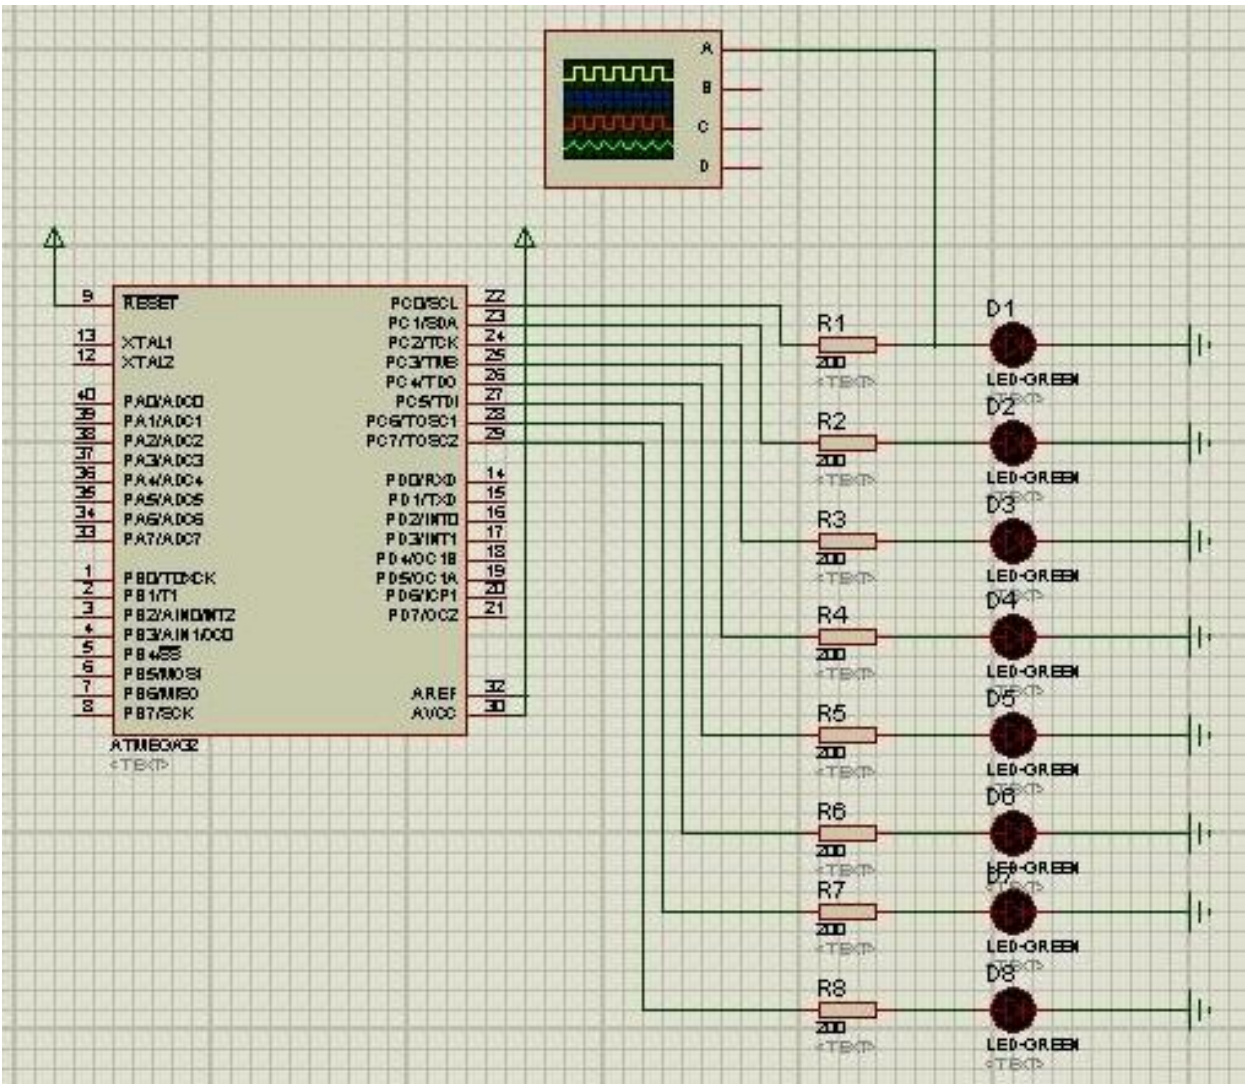 A
B
C
D
9 RESET
13 XTAL1
12 XTAL2
40 PA0/ADC0
39 PA1/ADC1
38 PA2/ADC2
37 PA3/ADC3
36 PA4/ADC4
35 PA5/ADC5
34 PA6/ADC6
33 PA7/ADC7
1 PB0/T0/XCK
2 PB1/T1
3 PB2/AIN0/INT2
4 PB3/AIN1/OC0
5 PB4/SS
6 PB5/MOSI
7 PB6/MISO
8 PB7/SCK
PC0/SCL 22
PC1/SDA 23
PC2/TCK 24
PC3/TMS 25
PC4/TDO 26
PC5/TDI 27
PC6/TOSC1 28
PC7/TOSC2 29
PD0/RXD 14
PD1/TXD 15
PD2/INT0 16
PD3/INT1 17
PD4/OC1B 18
PD5/OC1A 19
PD6/ICP1 20
PD7/OC2 21
AREF 32
AVCC 30
ATMEGA32
<TEXT>
R1
200
<TEXT>
D1
LED-GREEN
<TEXT>
R2
200
<TEXT>
D2
LED-GREEN
<TEXT>
R3
200
<TEXT>
D3
LED-GREEN
<TEXT>
R4
200
<TEXT>
D4
LED-GREEN
<TEXT>
R5
200
<TEXT>
D5
LED-GREEN
<TEXT>
R6
200
<TEXT>
D6
LED-GREEN
<TEXT>
R7
200
<TEXT>
D7
LED-GREEN
<TEXT>
R8
200
<TEXT>
D8
LED-GREEN
<TEXT>